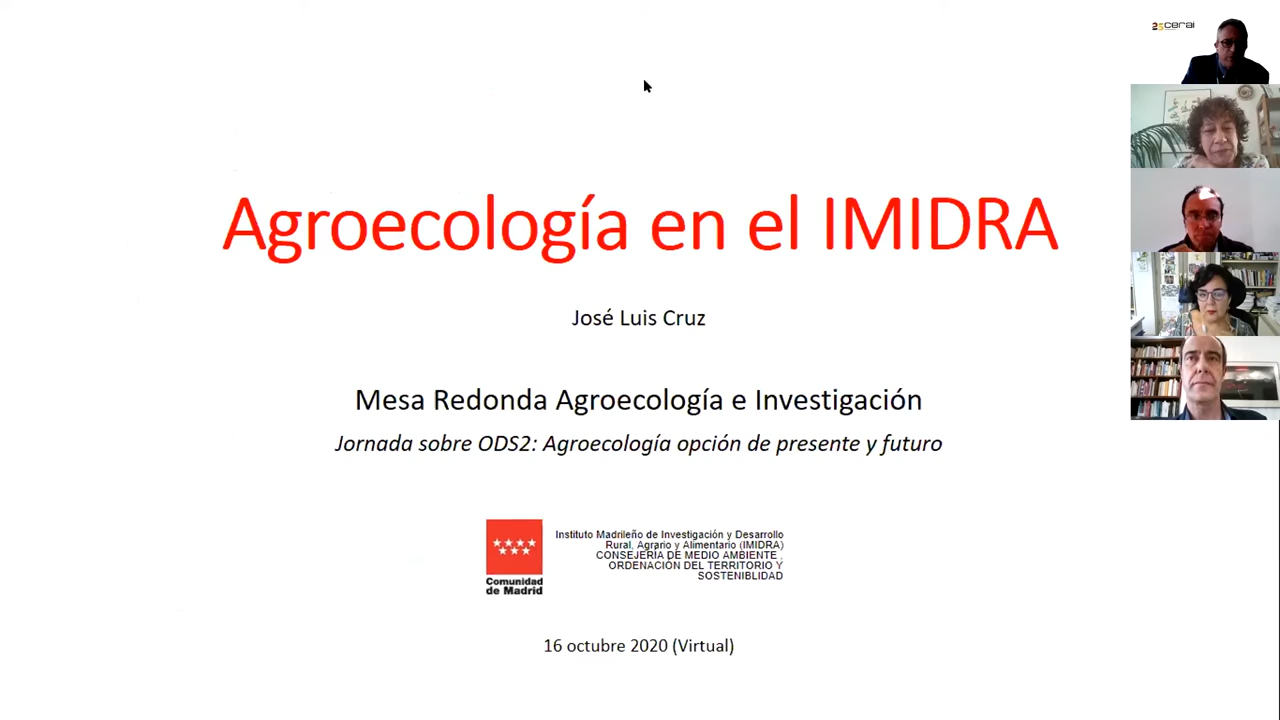 25 cerai
Agroecología en el IMIDRA
José Luis Cruz
Mesa Redonda Agroecología e Investigación
Jornada sobre ODS2: Agroecología opción de presente y futuro
Instituto Madrileño de Investigación y Desarrollo
Rural, Agrario y Alimentario (IMIDRA)
CONSEJERÍA DE MEDIO AMBIENTE ,
ORDENACIÓN DEL TERRITORIO Y
SOSTENIBLIDAD
Comunidad
de Madrid
16 octubre 2020 (Virtual)